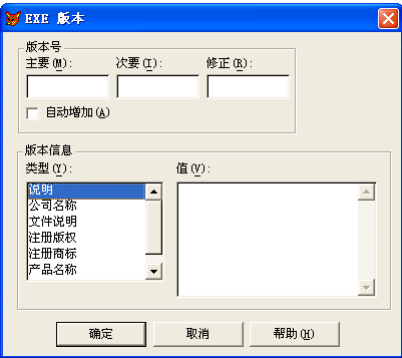 EXE 版本
版本号
主要(M):
次要(I):
修正(R):
自动增加(A)
版本信息
类型(Y):
值(V):
说明
公司名称
文件说明
注册版权
注册商标
产品名称
确定
取消
帮助(H)